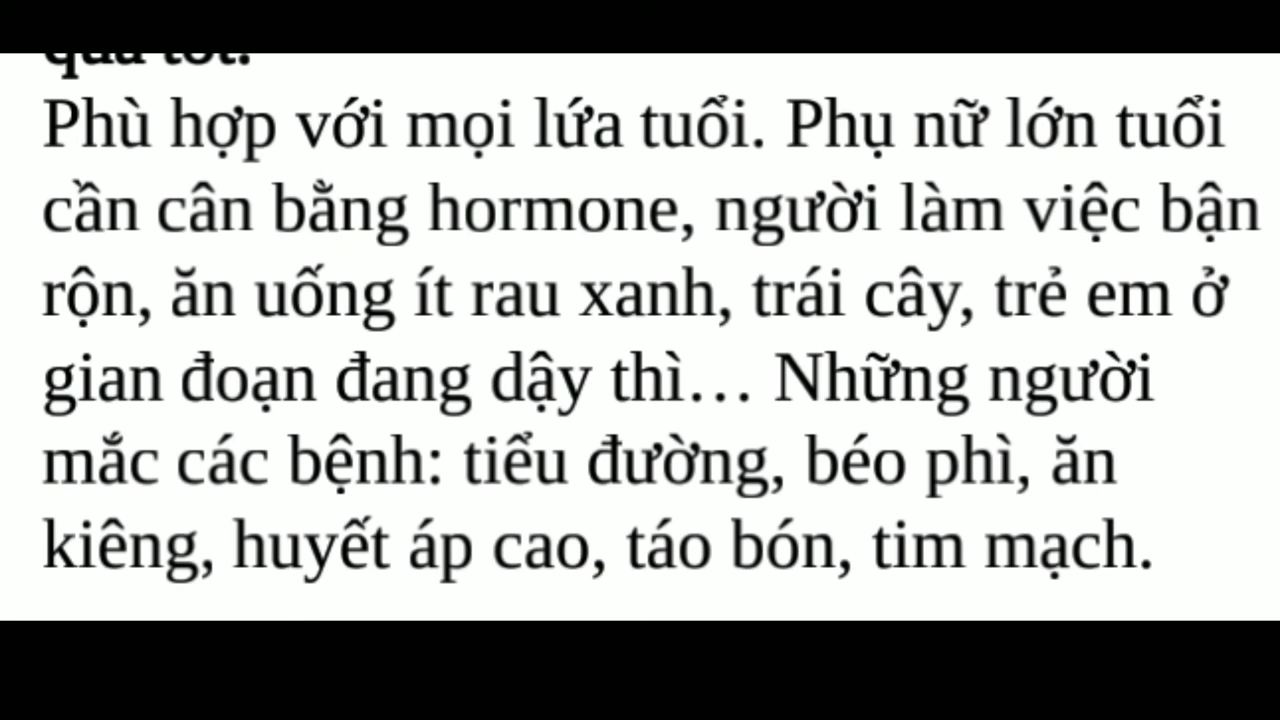 Phù hợp với mọi lứa tuổi. Phụ nữ lớn tuổi
cần cân bằng hormone, người làm việc bận
rộn, ăn uống ít rau xanh, trái cây, trẻ em ở
gian đoạn đang dậy thì… Những người
mắc các bệnh: tiểu đường, béo phì, ăn
kiêng, huyết áp cao, táo bón, tim mạch.